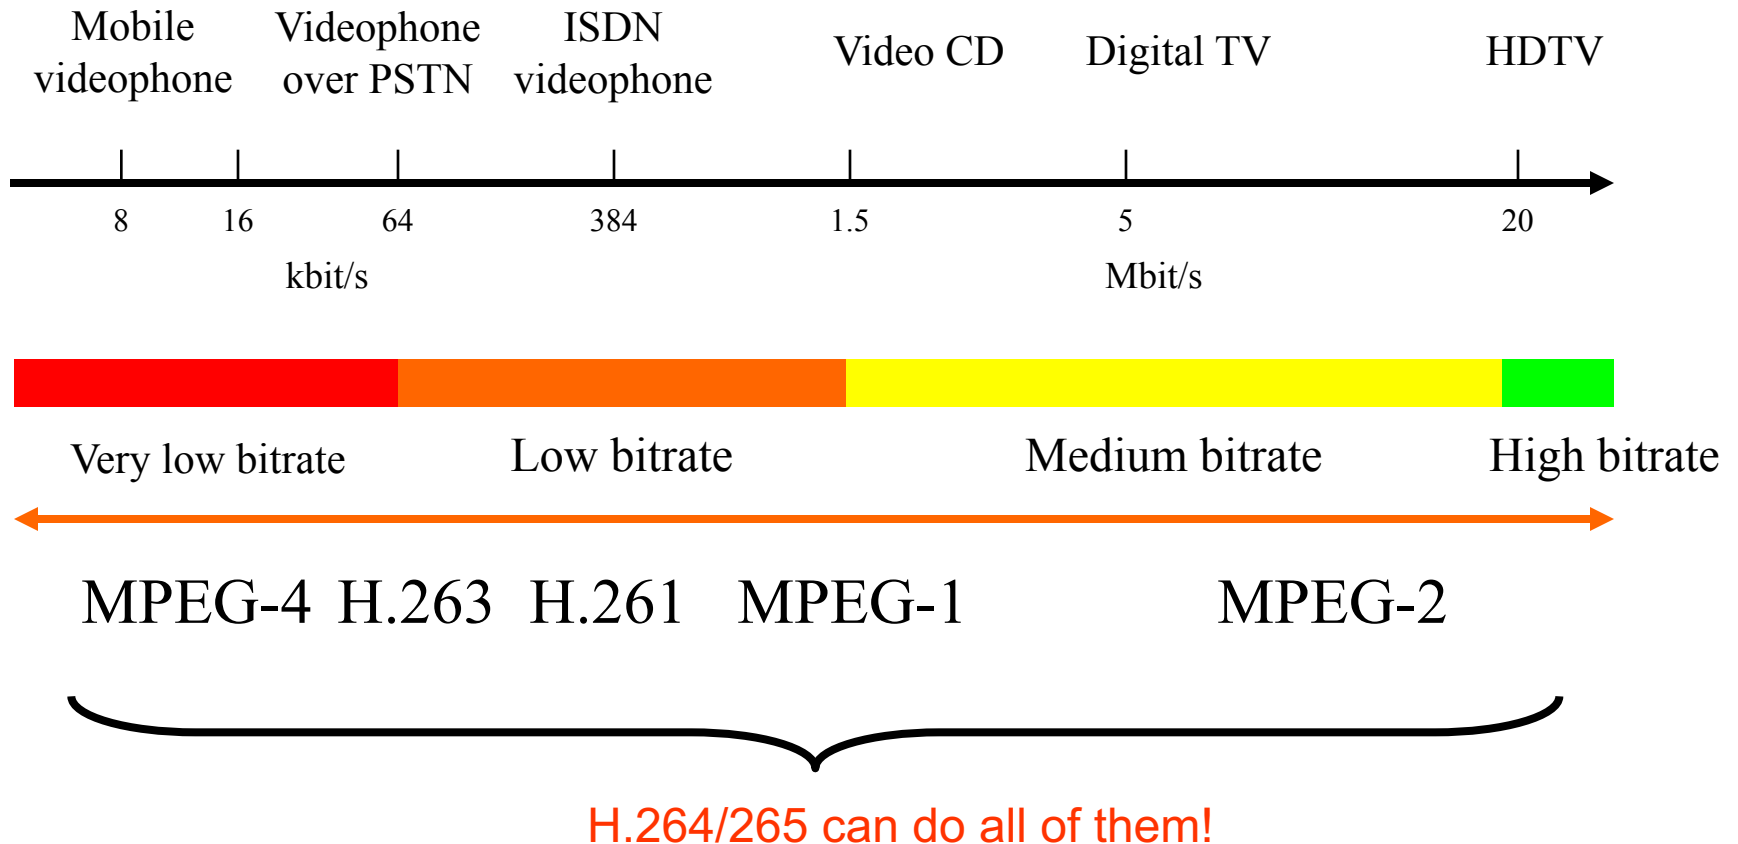 Mobile
videophone
Videophone
over PSTN
ISDN
videophone
Video CD
Digital TV
HDTV
8 16 64 384 1.5 5 20
kbit/s Mbit/s
Very low bitrate Low bitrate Medium bitrate High bitrate
MPEG-4 H.263 H.261 MPEG-1 MPEG-2
H.264/265 can do all of them!